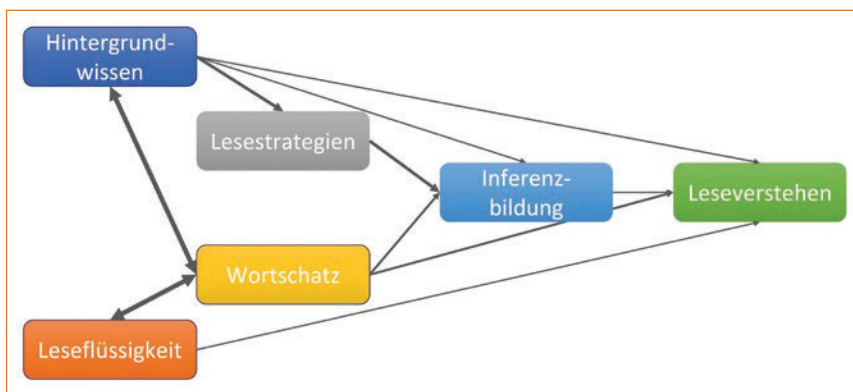 Hintergrund-
wissen
Lesestrategien
Inferenz-
bildung
Leseverstehen
Wortschatz
Leseflüssigkeit